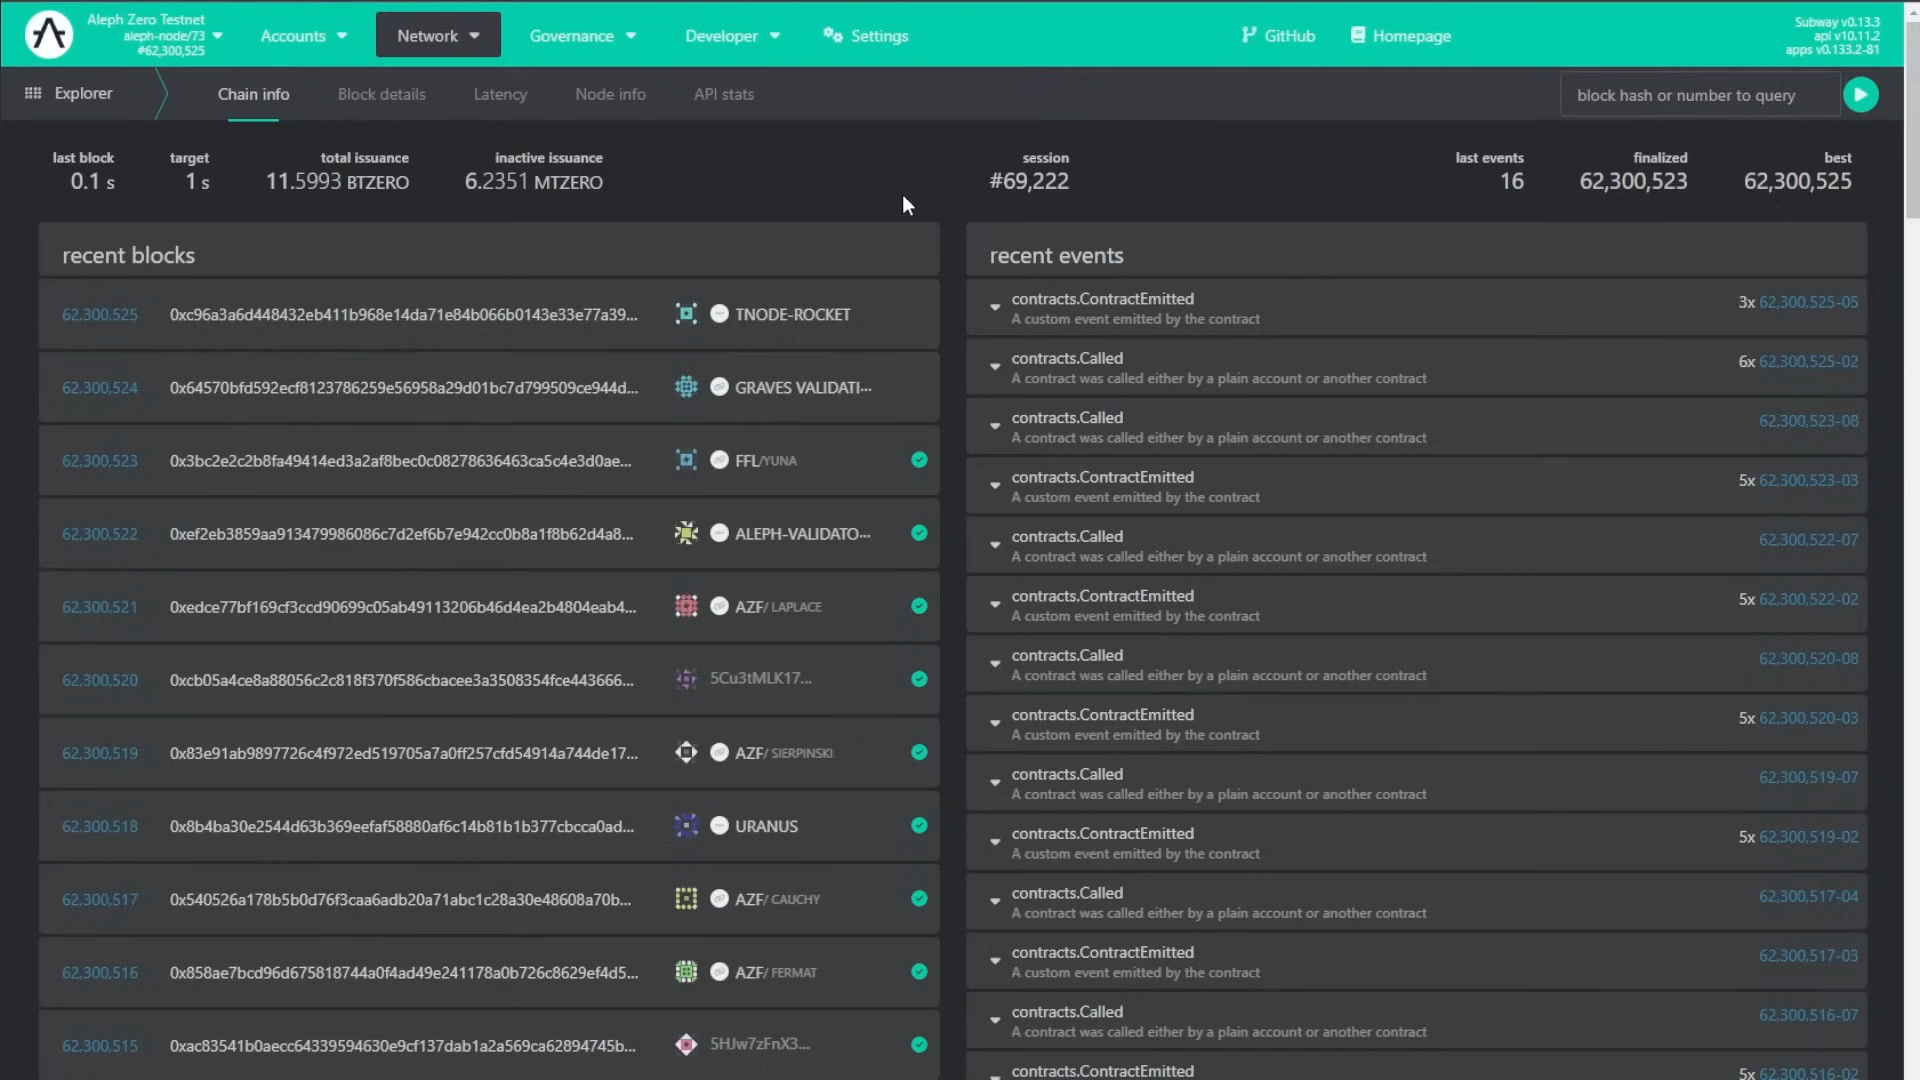 Aleph Zero Testnet
aleph-node/73
#62,300,525
Accounts
Network
Governance
Developer
Settings
GitHub
Homepage
Subway v0.13.3
api v10.11.2
apps v0.133.2-81
Explorer
Chain info
Block details
Latency
Node info
API stats
block hash or number to query
last block
0.1 s
target
1 s
total issuance
11.5993 BTZERO
inactive issuance
6.2351 MTZERO
session
#69,222
last events
16
finalized
62,300,523
best
62,300,525
recent blocks
62,300,525 0xc96a3a6d448432eb411b968e14da71e84b066b0143e33e77a39... TNODE-ROCKET
62,300,524 0x64570bfd592ecf8123786259e56958a29d01bc7d799509ce944d... GRAVES VALIDATI...
62,300,523 0x3bc2e2c2b8fa49414ed3a2af8bec0c08278636463ca5c4e3d0ae... FFL/YUNA
62,300,522 0xef2eb3859aa913479986086c7d2ef6b7e942cc0b8a1f8b62d4a8... ALEPH-VALIDATO...
62,300,521 0xedce77bf169cf3ccd90699c05ab49113206b46d4ea2b4804eab4... AZF/ LAPLACE
62,300,520 0xcb05a4ce8a88056c2c818f370f586cbacee3a3508354fce443666... 5Cu3tMLK17...
62,300,519 0x83e91ab9897726c4f972ed519705a7a0ff257cfd54914a744de17... AZF/ SIERPINSKI
62,300,518 0x8b4ba30e2544d63b369eefaf58880af6c14b81b1b377cbcca0ad... URANUS
62,300,517 0x540526a178b5b0d76f3caa6adb20a71abc1c28a30e48608a70b... AZF/ CAUCHY
62,300,516 0x858ae7bcd96d675818744a0f4ad49e241178a0b726c8629ef4d5... AZF/ FERMAT
62,300,515 0xac83541b0aecc64339594630e9cf137dab1a2a569ca62894745b... 5HJw7zFnX3...
recent events
contracts.ContractEmitted 3x 62,300,525-05
A custom event emitted by the contract
contracts.Called 6x 62,300,525-02
A contract was called either by a plain account or another contract
contracts.Called 62,300,523-08
A contract was called either by a plain account or another contract
contracts.ContractEmitted 5x 62,300,523-03
A custom event emitted by the contract
contracts.Called 62,300,522-07
A contract was called either by a plain account or another contract
contracts.ContractEmitted 5x 62,300,522-02
A custom event emitted by the contract
contracts.Called 62,300,520-08
A contract was called either by a plain account or another contract
contracts.ContractEmitted 5x 62,300,520-03
A custom event emitted by the contract
contracts.Called 62,300,519-07
A contract was called either by a plain account or another contract
contracts.ContractEmitted 5x 62,300,519-02
A custom event emitted by the contract
contracts.Called 62,300,517-04
A contract was called either by a plain account or another contract
contracts.ContractEmitted 62,300,517-03
A custom event emitted by the contract
contracts.Called 62,300,516-07
A contract was called either by a plain account or another contract
contracts.ContractEmitted 5x 62,300,516-02